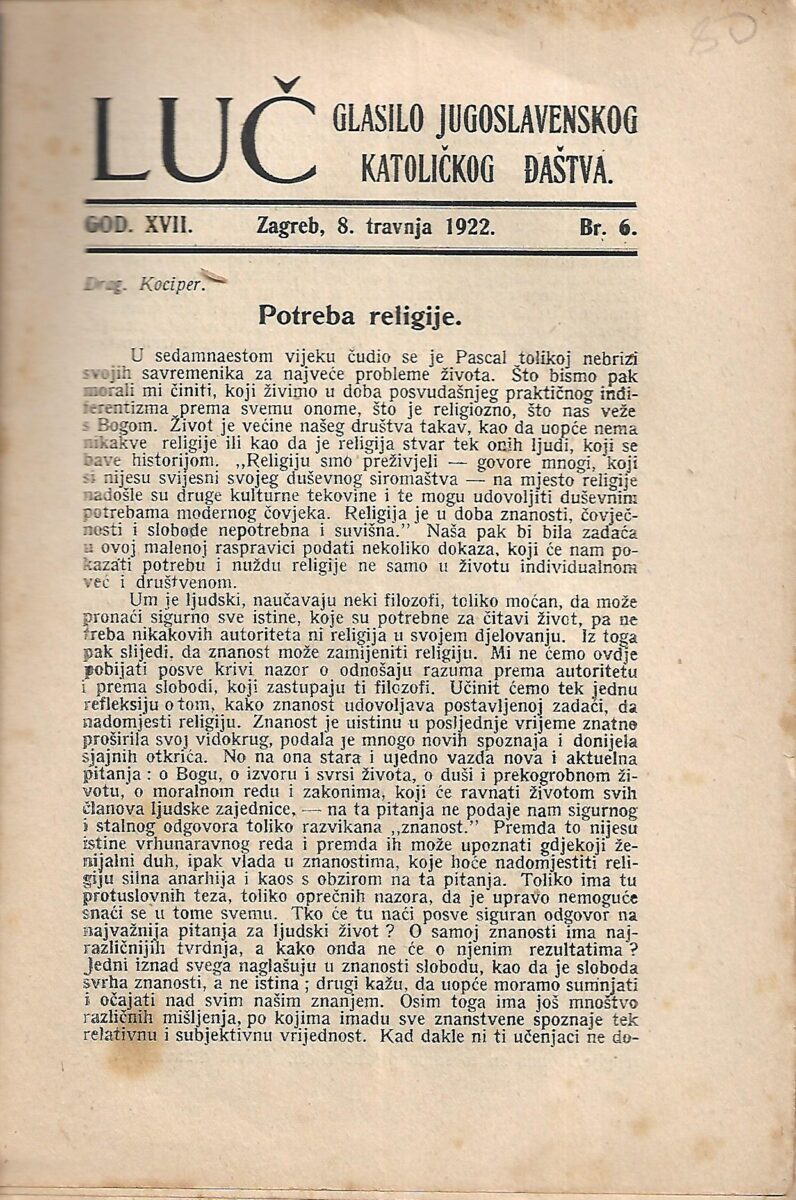 80
LUČ
GLASILO JUGOSLAVENSKOG
KATOLIČKOG ĐAŠTVA.
GOD. XVII. Zagreb, 8. travnja 1922. Br. 6.
Drag. Kociper.
Potreba religije.
U sedamnaestom vijeku čudio se je Pascal tolikoj nebrizi
svojih savremenika za najveće probleme života. Što bismo pak
morali mi činiti, koji živimo u doba posvudašnjeg praktičnog indi-
ferentizma prema svemu onome, što je religiozno, što nas veže
s Bogom. Život je većine našeg društva takav, kao da uopće nema
nikakve religije ili kao da je religija stvar tek onih ljudi, koji se
bave historijom. „Religiju smo preživjeli — govore mnogi, koji
si nijesu svijesni svojeg duševnog siromaštva — na mjesto religije
nadošle su druge kulturne tekovine i te mogu udovoljiti duševnim
potrebama modernog čovjeka. Religija je u doba znanosti, čovječ-
nosti i slobode nepotrebna i suvišna.” Naša pak bi bila zadaća
u ovoj malenoj raspravici podati nekoliko dokaza, koji će nam po-
kazati potrebu i nuždu religije ne samo u životu individualnom
već i društvenom.
Um je ljudski, naučavaju neki filozofi, toliko moćan, da može
pronaći sigurno sve istine, koje su potrebne za čitavi život, pa ne
treba nikakovih autoriteta ni religija u svojem djelovanju. Iz toga
pak slijedi, da znanost može zamijeniti religiju. Mi ne ćemo ovdje
pobijati posve krivi nazor o odnošaju razuma prema autoritetu
i prema slobodi, koji zastupaju ti filozofi. Učinit ćemo tek jednu
refleksiju o tom, kako znanost udovoljava postavljenoj zadaći, da
nadomjesti religiju. Znanost je uistinu u posljednje vrijeme znatno
proširila svoj vidokrug, podala je mnogo novih spoznaja i donijela
sjajnih otkrića. No na ona stara i ujedno vazda nova i aktuelna
pitanja : o Bogu, o izvoru i svrsi života, o duši i prekogrobnom ži-
votu, o moralnom redu i zakonima, koji će ravnati životom svih
članova ljudske zajednice, — na ta pitanja ne podaje nam sigurnog
i stalnog odgovora toliko razvikana „znanost.” Premda to nijesu
istine vrhunaravnog reda i premda ih može upoznati gdjekoji že-
nijalni duh, ipak vlada u znanostima, koje hoće nadomjestiti reli-
giju silna anarhija i kaos s obzirom na ta pitanja. Toliko ima tu
protuslovnih teza, toliko oprečnih nazora, da je upravo nemoguće
snaći se u tome svemu. Tko će tu naći posve siguran odgovor na
najvažnija pitanja za ljudski život ? O samoj znanosti ima naj-
različnijih tvrdnja, a kako onda ne će o njenim rezultatima ?
Jedni iznad svega naglašuju u znanosti slobodu, kao da je sloboda
svrha znanosti, a ne istina ; drugi kažu, da uopće moramo sumnjati
i očajati nad svim našim znanjem. Osim toga ima još mnoštvo
različnih mišljenja, po kojima imadu sve znanstvene spoznaje tek
relativnu i subjektivnu vrijednost. Kad dakle ni ti učenjaci ne do-